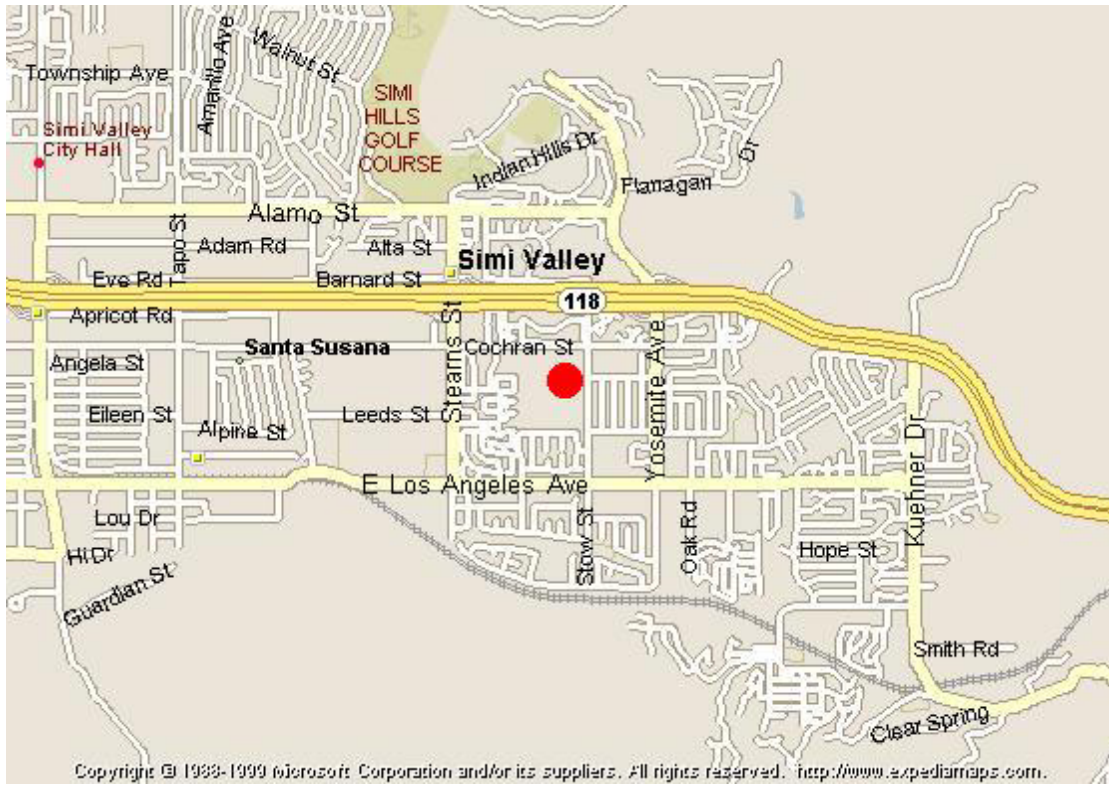 Walnut St
Amarillo Ave
Township Ave
SIMI
HILLS
GOLF
COURSE
Simi Valley
City Hall
Indian Hills Dr
Flanagan Dr
Alamo St
Tapo St
Adam Rd
Alta St
Simi Valley
Eve Rd
Barnard St
118
Apricot Rd
Stearns St
Santa Susana
Cochran St
Yosemite Ave
Angela St
Eileen St
Leeds St
Alpine St
Kuehner Dr
E Los Angeles Ave
Lou Dr
Stow St
Oak Rd
Hope St
Hi Dr
Guardian St
Smith Rd
Clear Spring
Copyright © 1988-1999 Microsoft Corporation and/or its suppliers. All rights reserved. http://www.expediamaps.com.